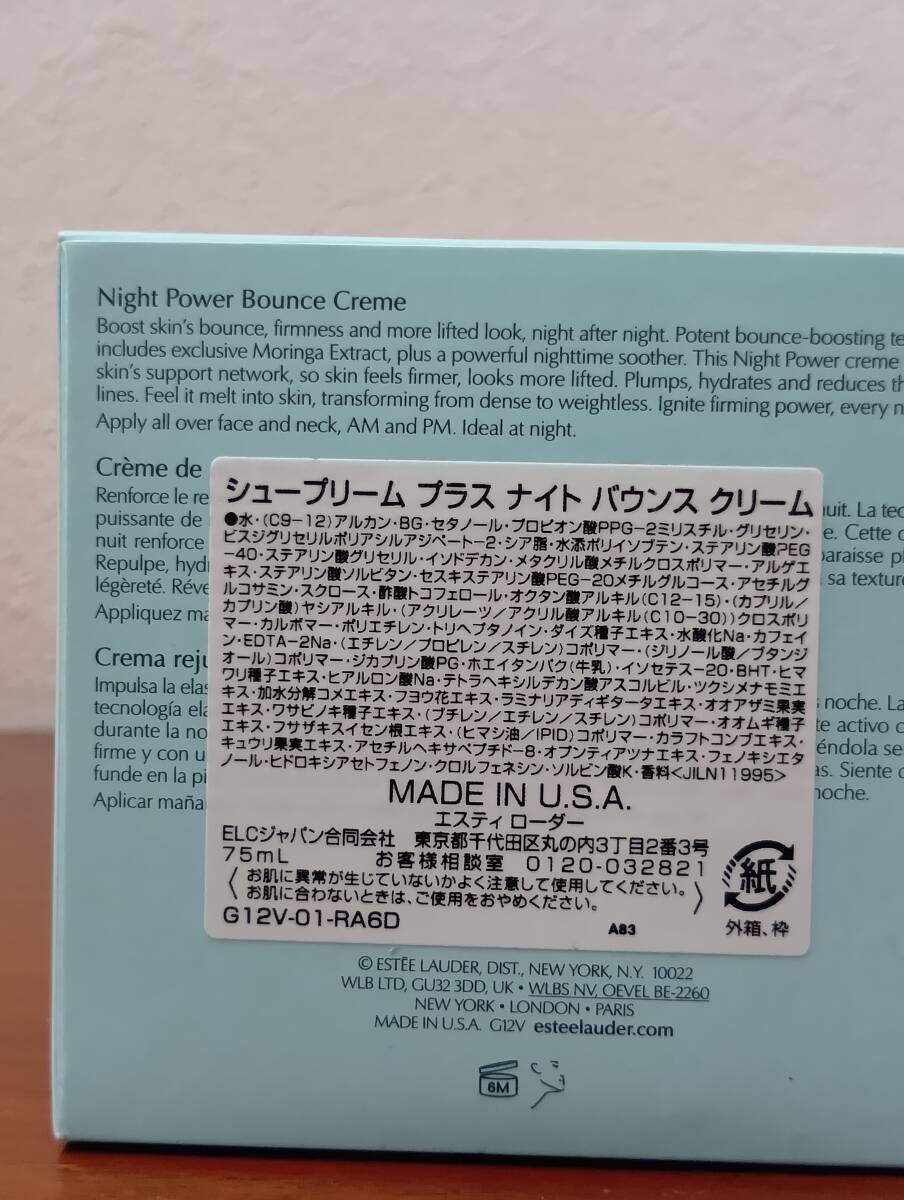 Night Power Bounce Creme
Boost skin's bounce, firmness and more lifted look, night after night. Potent bounce-boosting te
includes exclusive Moringa Extract, plus a powerful nighttime soother. This Night Power creme
skin's support network, so skin feels firmer, looks more lifted. Plumps, hydrates and reduces th
lines. Feel it melt into skin, transforming from dense to weightless. Ignite firming power, every n
Apply all over face and neck, AM and PM. Ideal at night.
Crème de
Renforce le re
puissante de
nuit renforce
Repulpe, hydr
légèreté. Réve
Appliquez ma
Crema reju
Impulsa la elas
tecnología ela
durante la no
firme y con u
funde en la pi
Aplicar maña
uit. La tec
e. Cette c
paraisse pl
sa texture
noche. La
te activo c
éndola se
as. Siente c
noche.
シュープリーム プラス ナイト バウンス クリーム
●水・(C9-12)アルカン・BG・セタノール・プロピオン酸PPG-2ミリスチル・グリセリン・
ビスジグリセリルポリアシルアジペート-2・シア脂・水添ポリイソブテン・ステアリン酸PEG
-40・ステアリン酸グリセリル・イソドデカン・メタクリル酸メチルクロスポリマー・アルゲエ
キス・ステアリン酸ソルビタン・セスキステアリン酸PEG-20メチルグルコース・アセチルグ
ルコサミン・スクロース・酢酸トコフェロール・オクタン酸アルキル(C12-15)・(カプリル/
カプリン酸)ヤシアルキル・(アクリレーツ/アクリル酸アルキル(C10-30))クロスポリ
マー・カルボマー・ポリエチレン・トリヘプタノイン・ダイズ種子エキス・水酸化Na・カフェイ
ン・EDTA-2Na・(エチレン/プロピレン/スチレン)コポリマー・(ジリノール酸/ブタンジ
オール)コポリマー・ジカプリン酸PG・ホエイタンパク(牛乳)・イソセテス-20・BHT・ヒマ
ワリ種子エキス・ヒアルロン酸Na・テトラヘキシルデカン酸アスコルビル・ツクシメナモミエ
キス・加水分解コメエキス・フヨウ花エキス・ラミナリアディギタータエキス・オオアザミ果実
エキス・ワサビノキ種子エキス・(ブチレン/エチレン/スチレン)コポリマー・オオムギ種子
エキス・フサザキスイセン根エキス・(ヒマシ油/IPID)コポリマー・カラフトコンブエキス・
キュウリ果実エキス・アセチルヘキサペプチド-8・オプンティアツナエキス・フェノキシエタ
ノール・ヒドロキシアセトフェノン・クロルフェネシン・ソルビン酸K・香料<JILN11995>
MADE IN U.S.A.
エスティ ローダー
ELCジャパン合同会社 東京都千代田区丸の内3丁目2番3号
75mL お客様相談室 0120-032821
お肌に異常が生じていないかよく注意して使用してください。
お肌に合わないときは、ご使用をおやめください。
G12V-01-RA6D
A83
紙
外箱、枠
© ESTĒE LAUDER, DIST., NEW YORK, N.Y. 10022
WLB LTD, GU32 3DD, UK • WLBS NV, OEVEL BE-2260
NEW YORK • LONDON • PARIS
MADE IN U.S.A. G12V esteelauder.com
6M